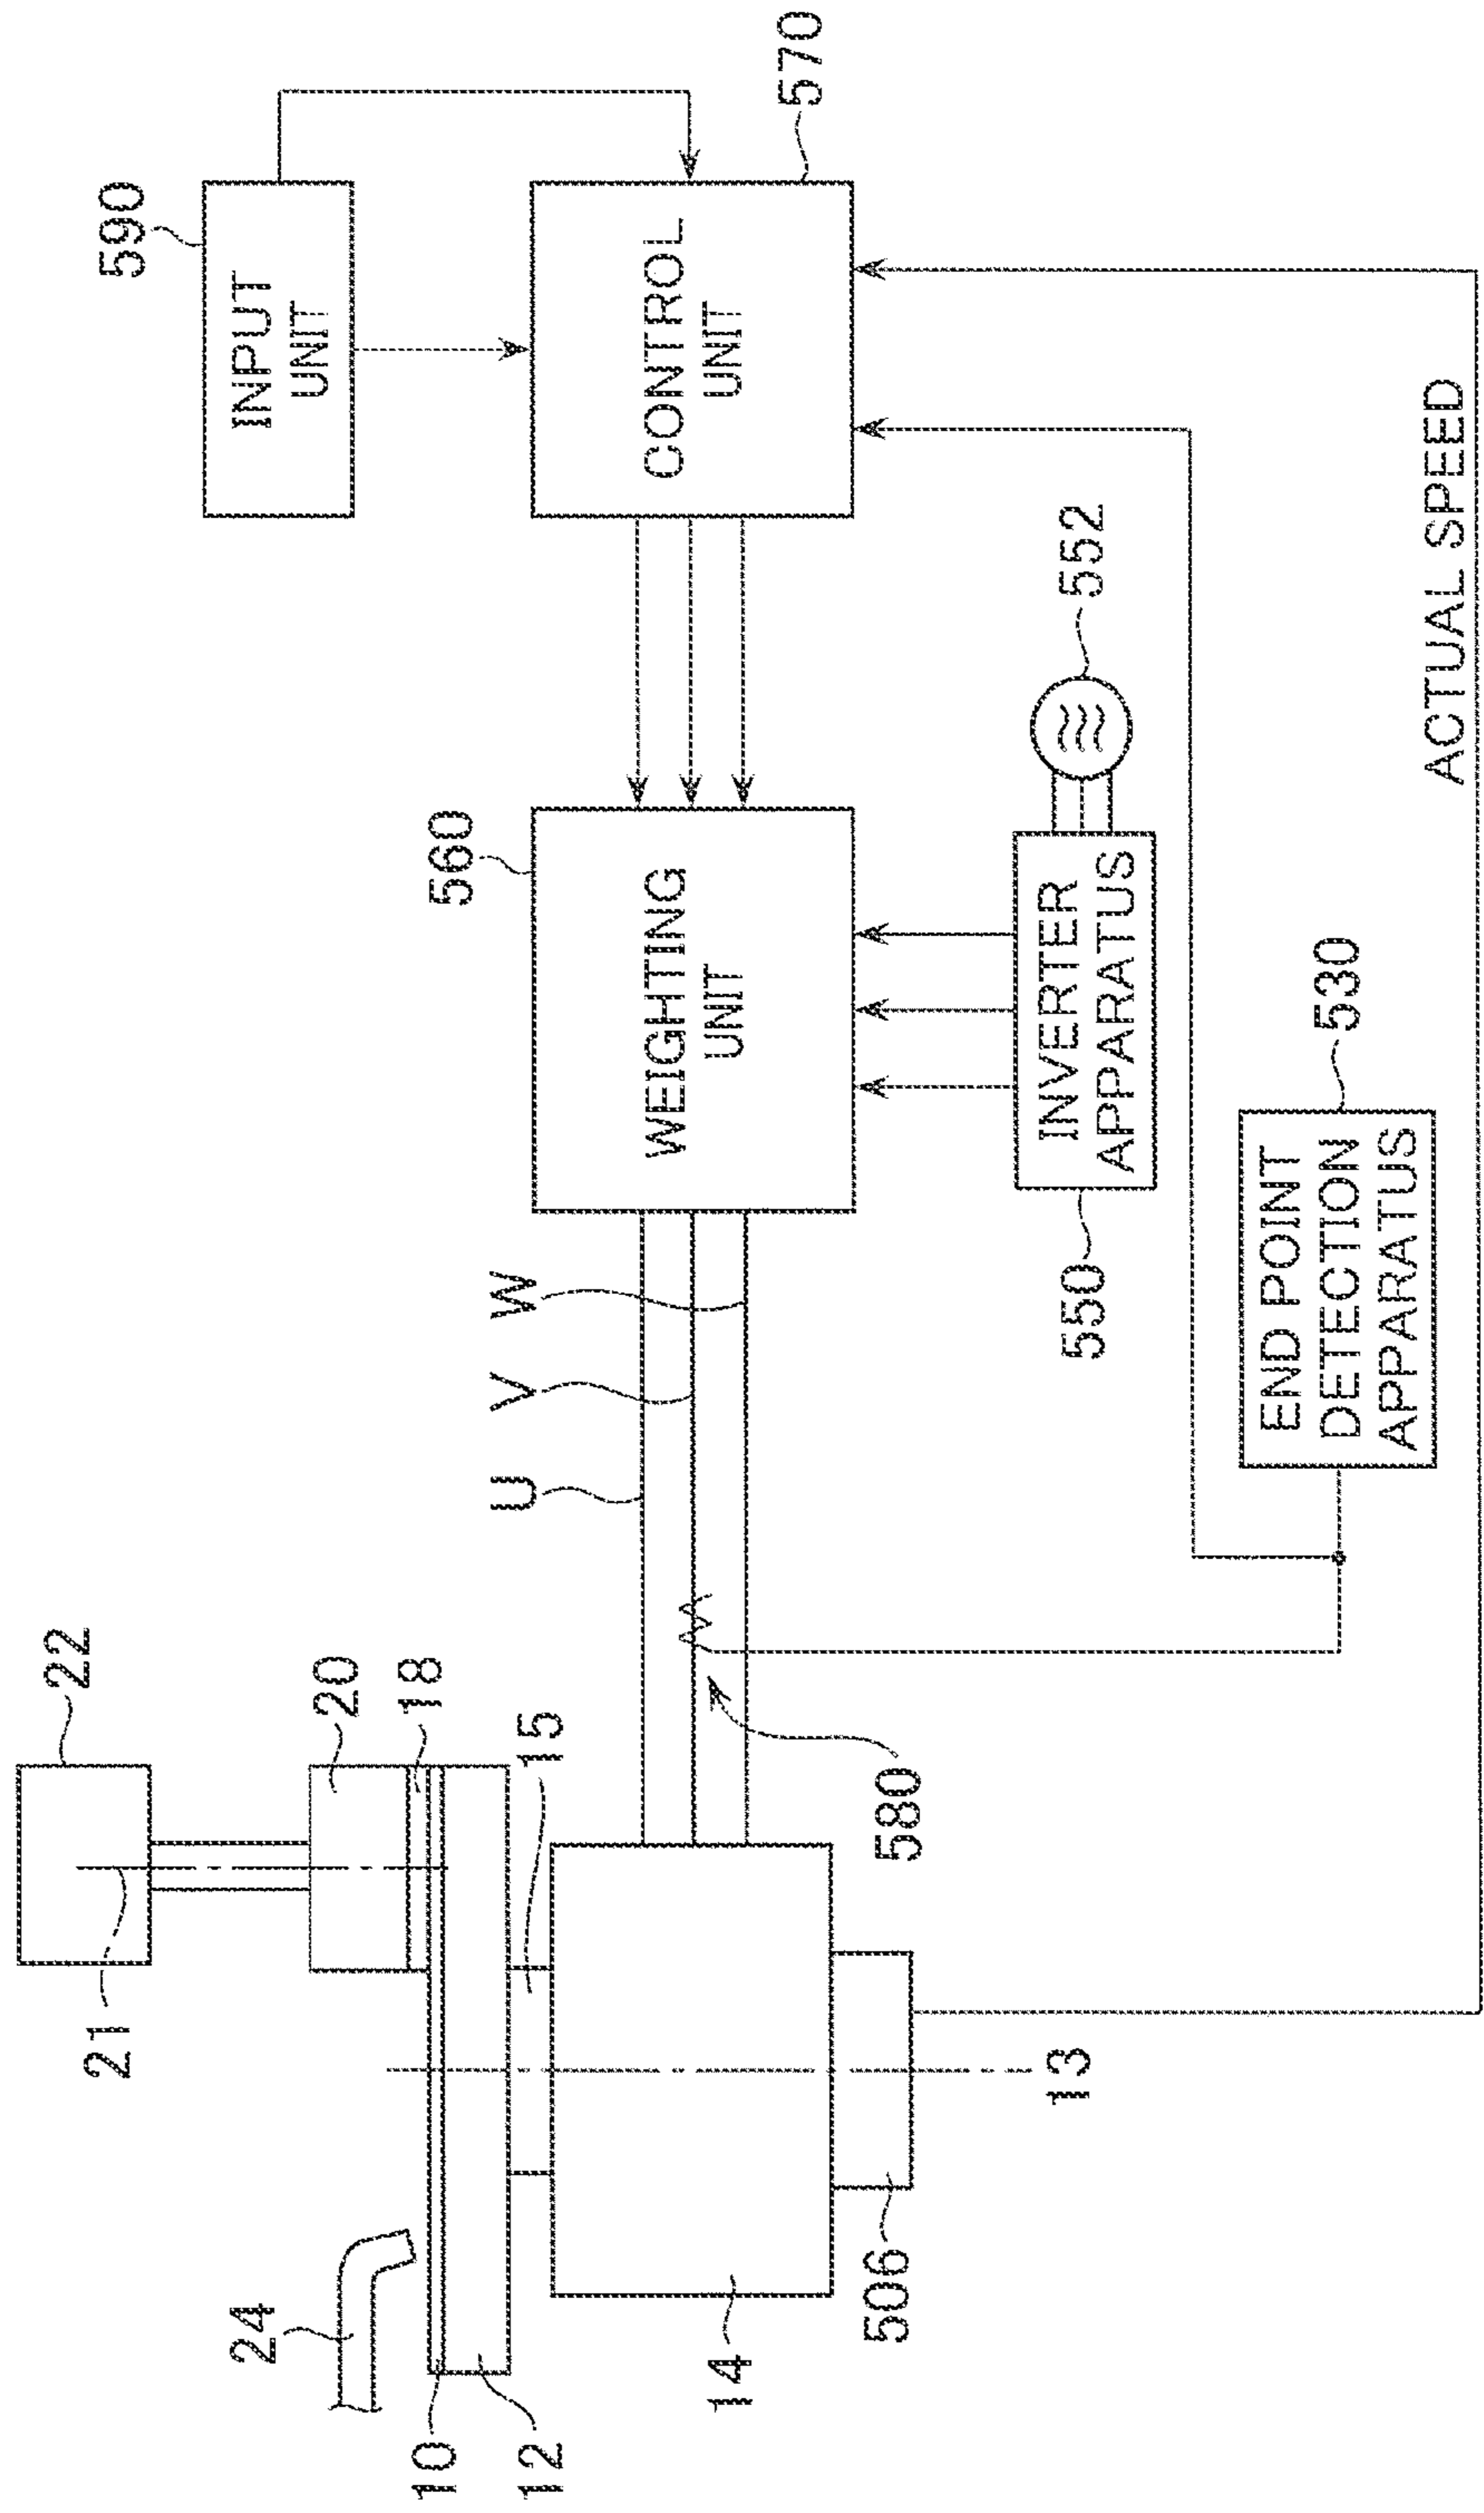 22
21
20
18
24
10
12
15
14
506
13
580
U
V
W
560
WEIGHTING
UNIT
590
INPUT
UNIT
CONTROL
UNIT
570
552
INVERTER
APPARATUS
550
530
END POINT
DETECTION
APPARATUS
ACTUAL SPEED